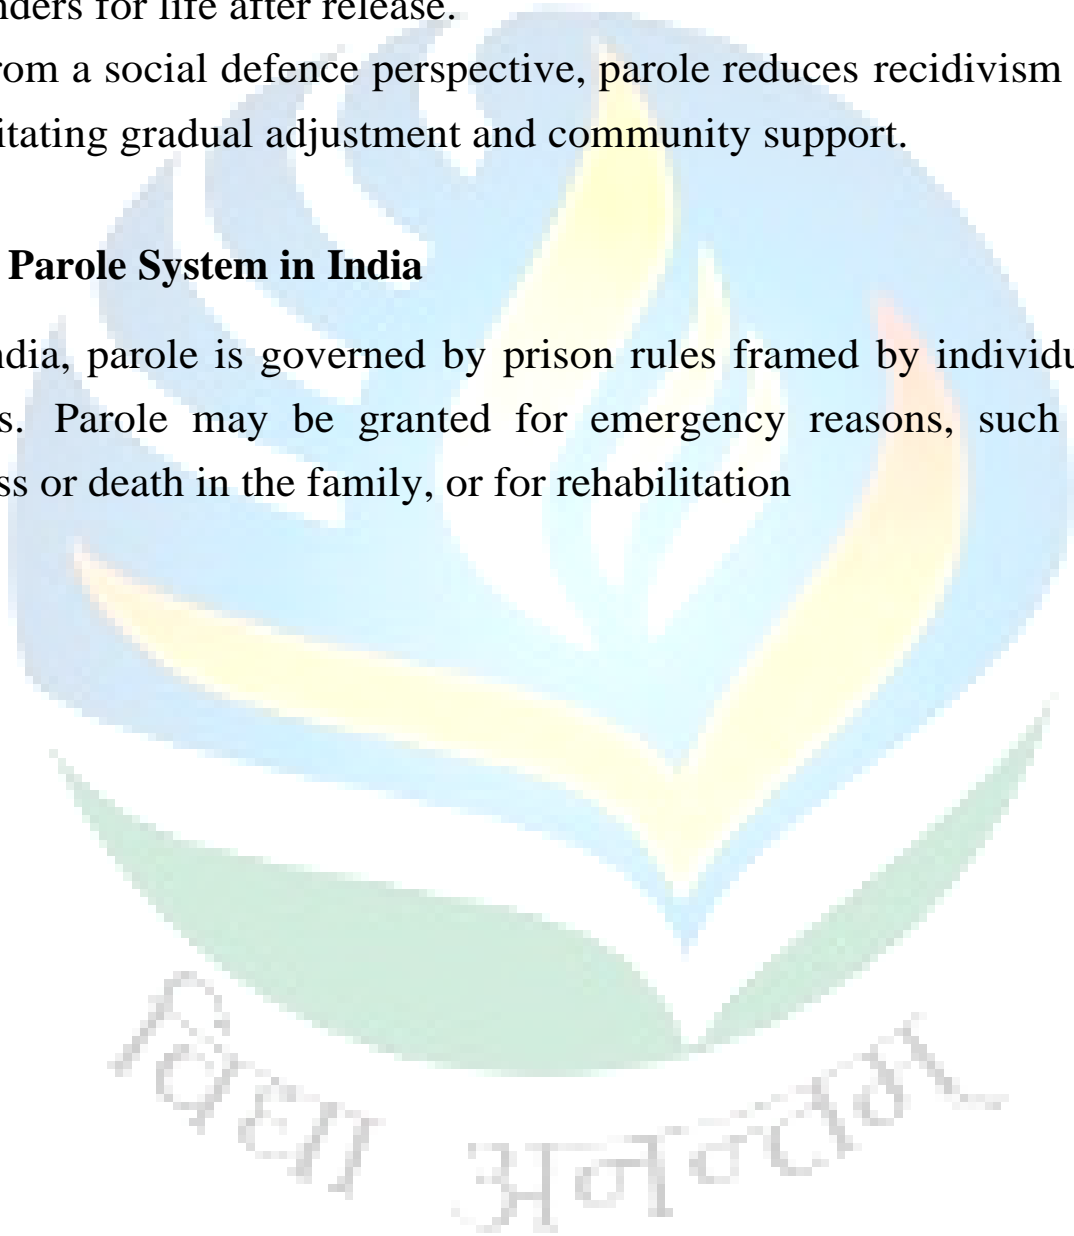 nders for life after release.
rom a social defence perspective, parole reduces recidivism
itating gradual adjustment and community support.
Parole System in India
ndia, parole is governed by prison rules framed by individu
s. Parole may be granted for emergency reasons, such
ss or death in the family, or for rehabilitation
विद्या अनन्तम्